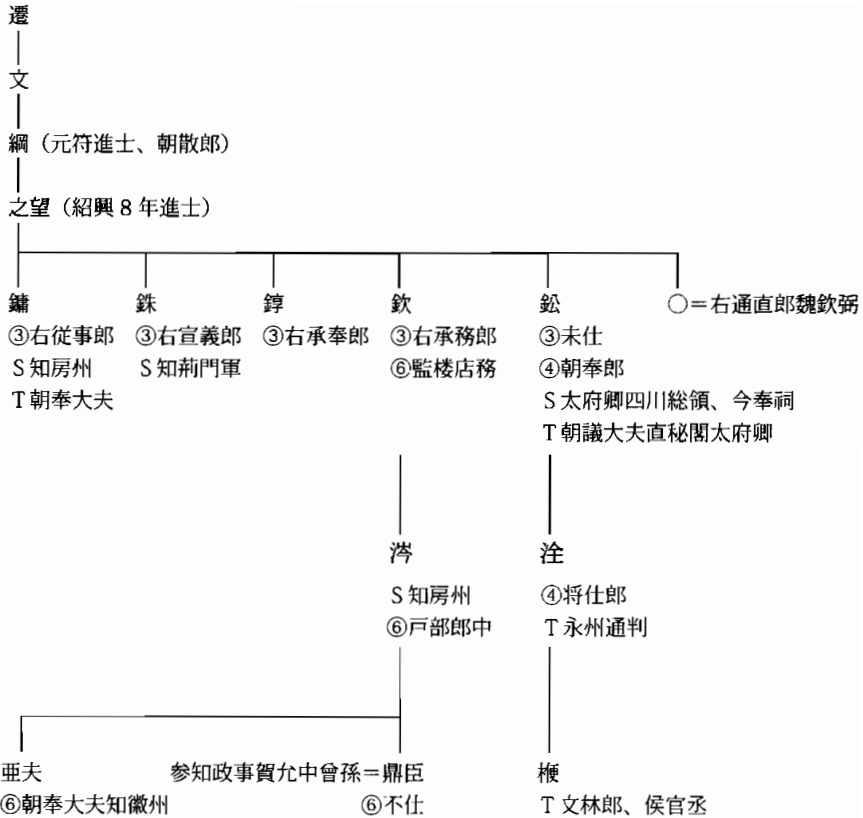 遷
文
綱（元符進士、朝散郎）
之望（紹興8年進士）
鏞 銖 錞 欽 鈆 ○＝右通直郎魏欽弼
③右従事郎 ③右宣義郎 ③右承奉郎 ③右承務郎 ③未仕
S知房州 S知荊門軍 ⑥監楼店務 ④朝奉郎
T朝奉大夫 S太府卿四川総領、今奉祠
T朝議大夫直秘閣太府卿
涔 洤
S知房州 ④将仕郎
⑥戸部郎中 T永州通判
亜夫 参知政事賀允中曾孫＝鼎臣 梗
⑥朝奉大夫知徽州 ⑥不仕 T文林郎、侯官丞